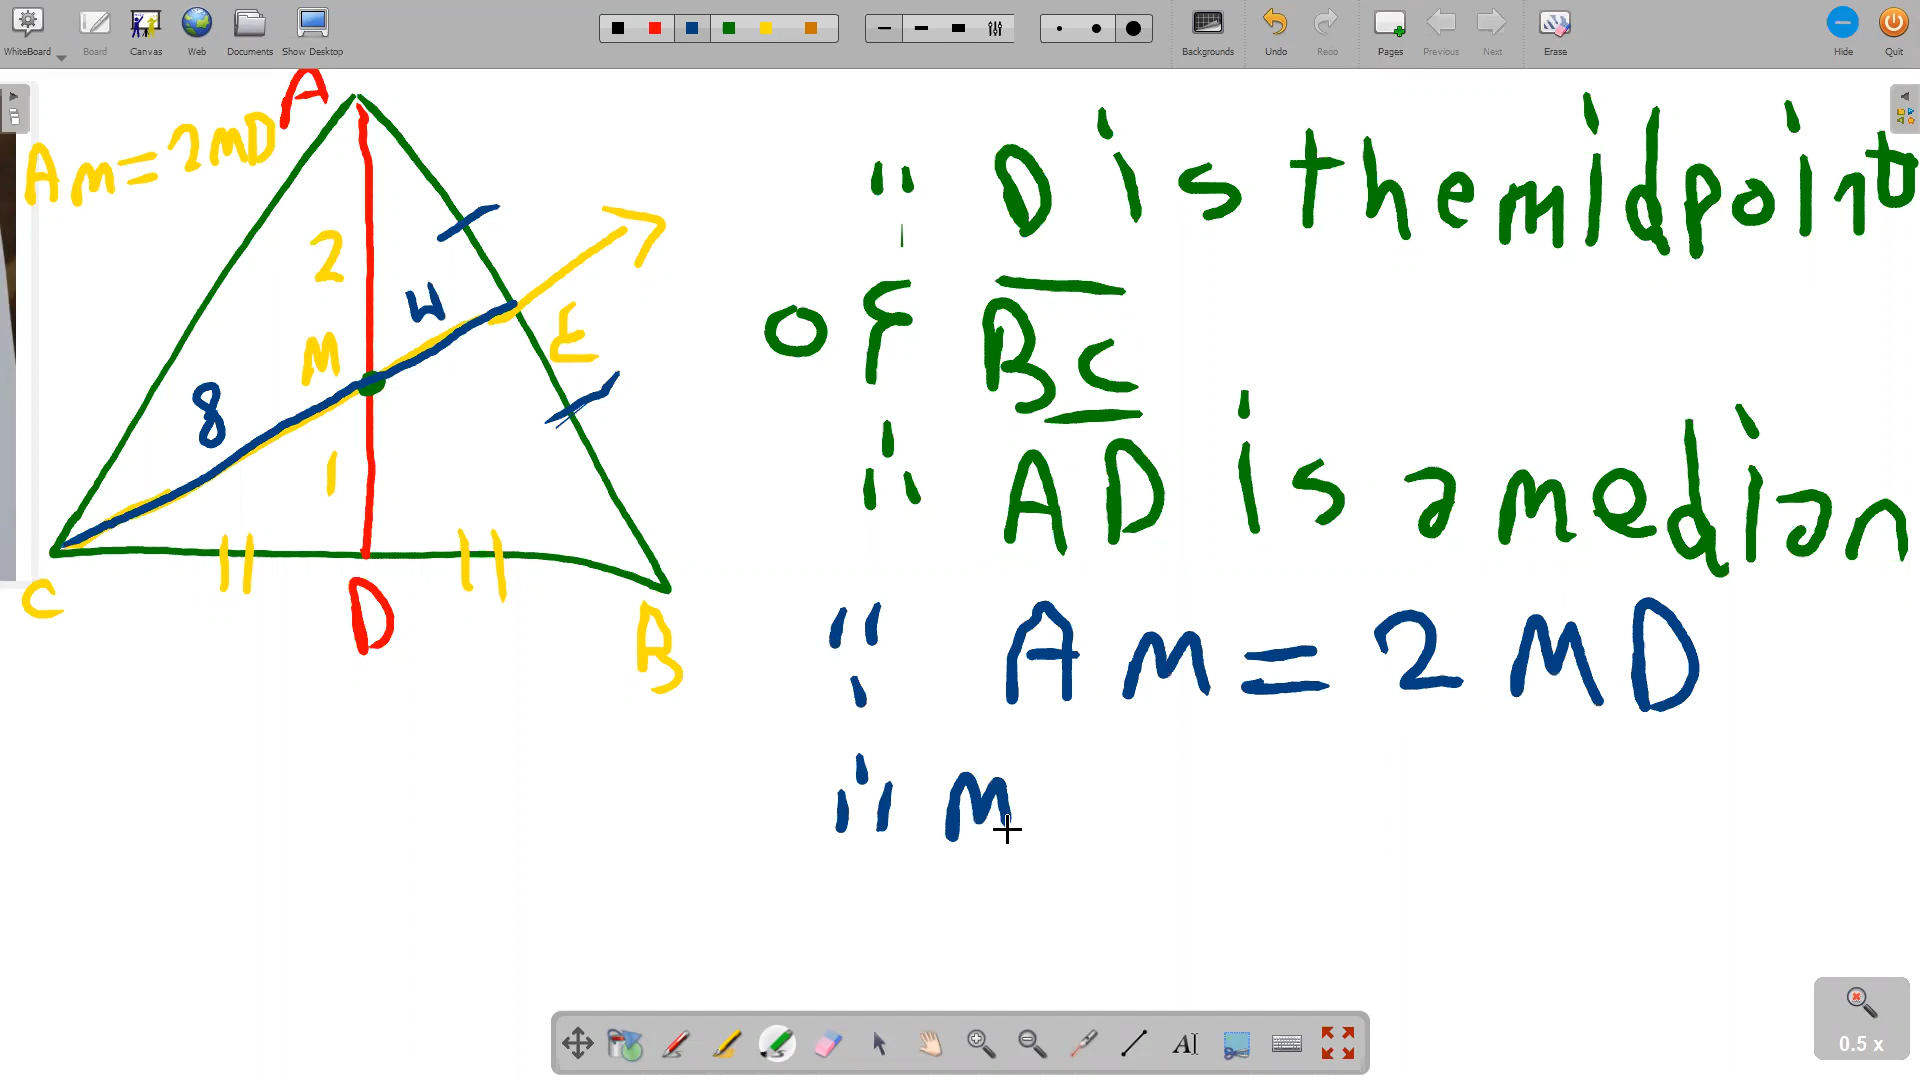 WhiteBoard Board Canvas Web Documents Show Desktop Backgrounds Undo Redo Pages Previous Next Erase Hide Quit
A
AM=2MD
2
4
E
M
8
1
C
D
B
∵ D is the midpoint
of BC
∴ AD is a median
∵ AM = 2 MD
∴ M
0.5 x